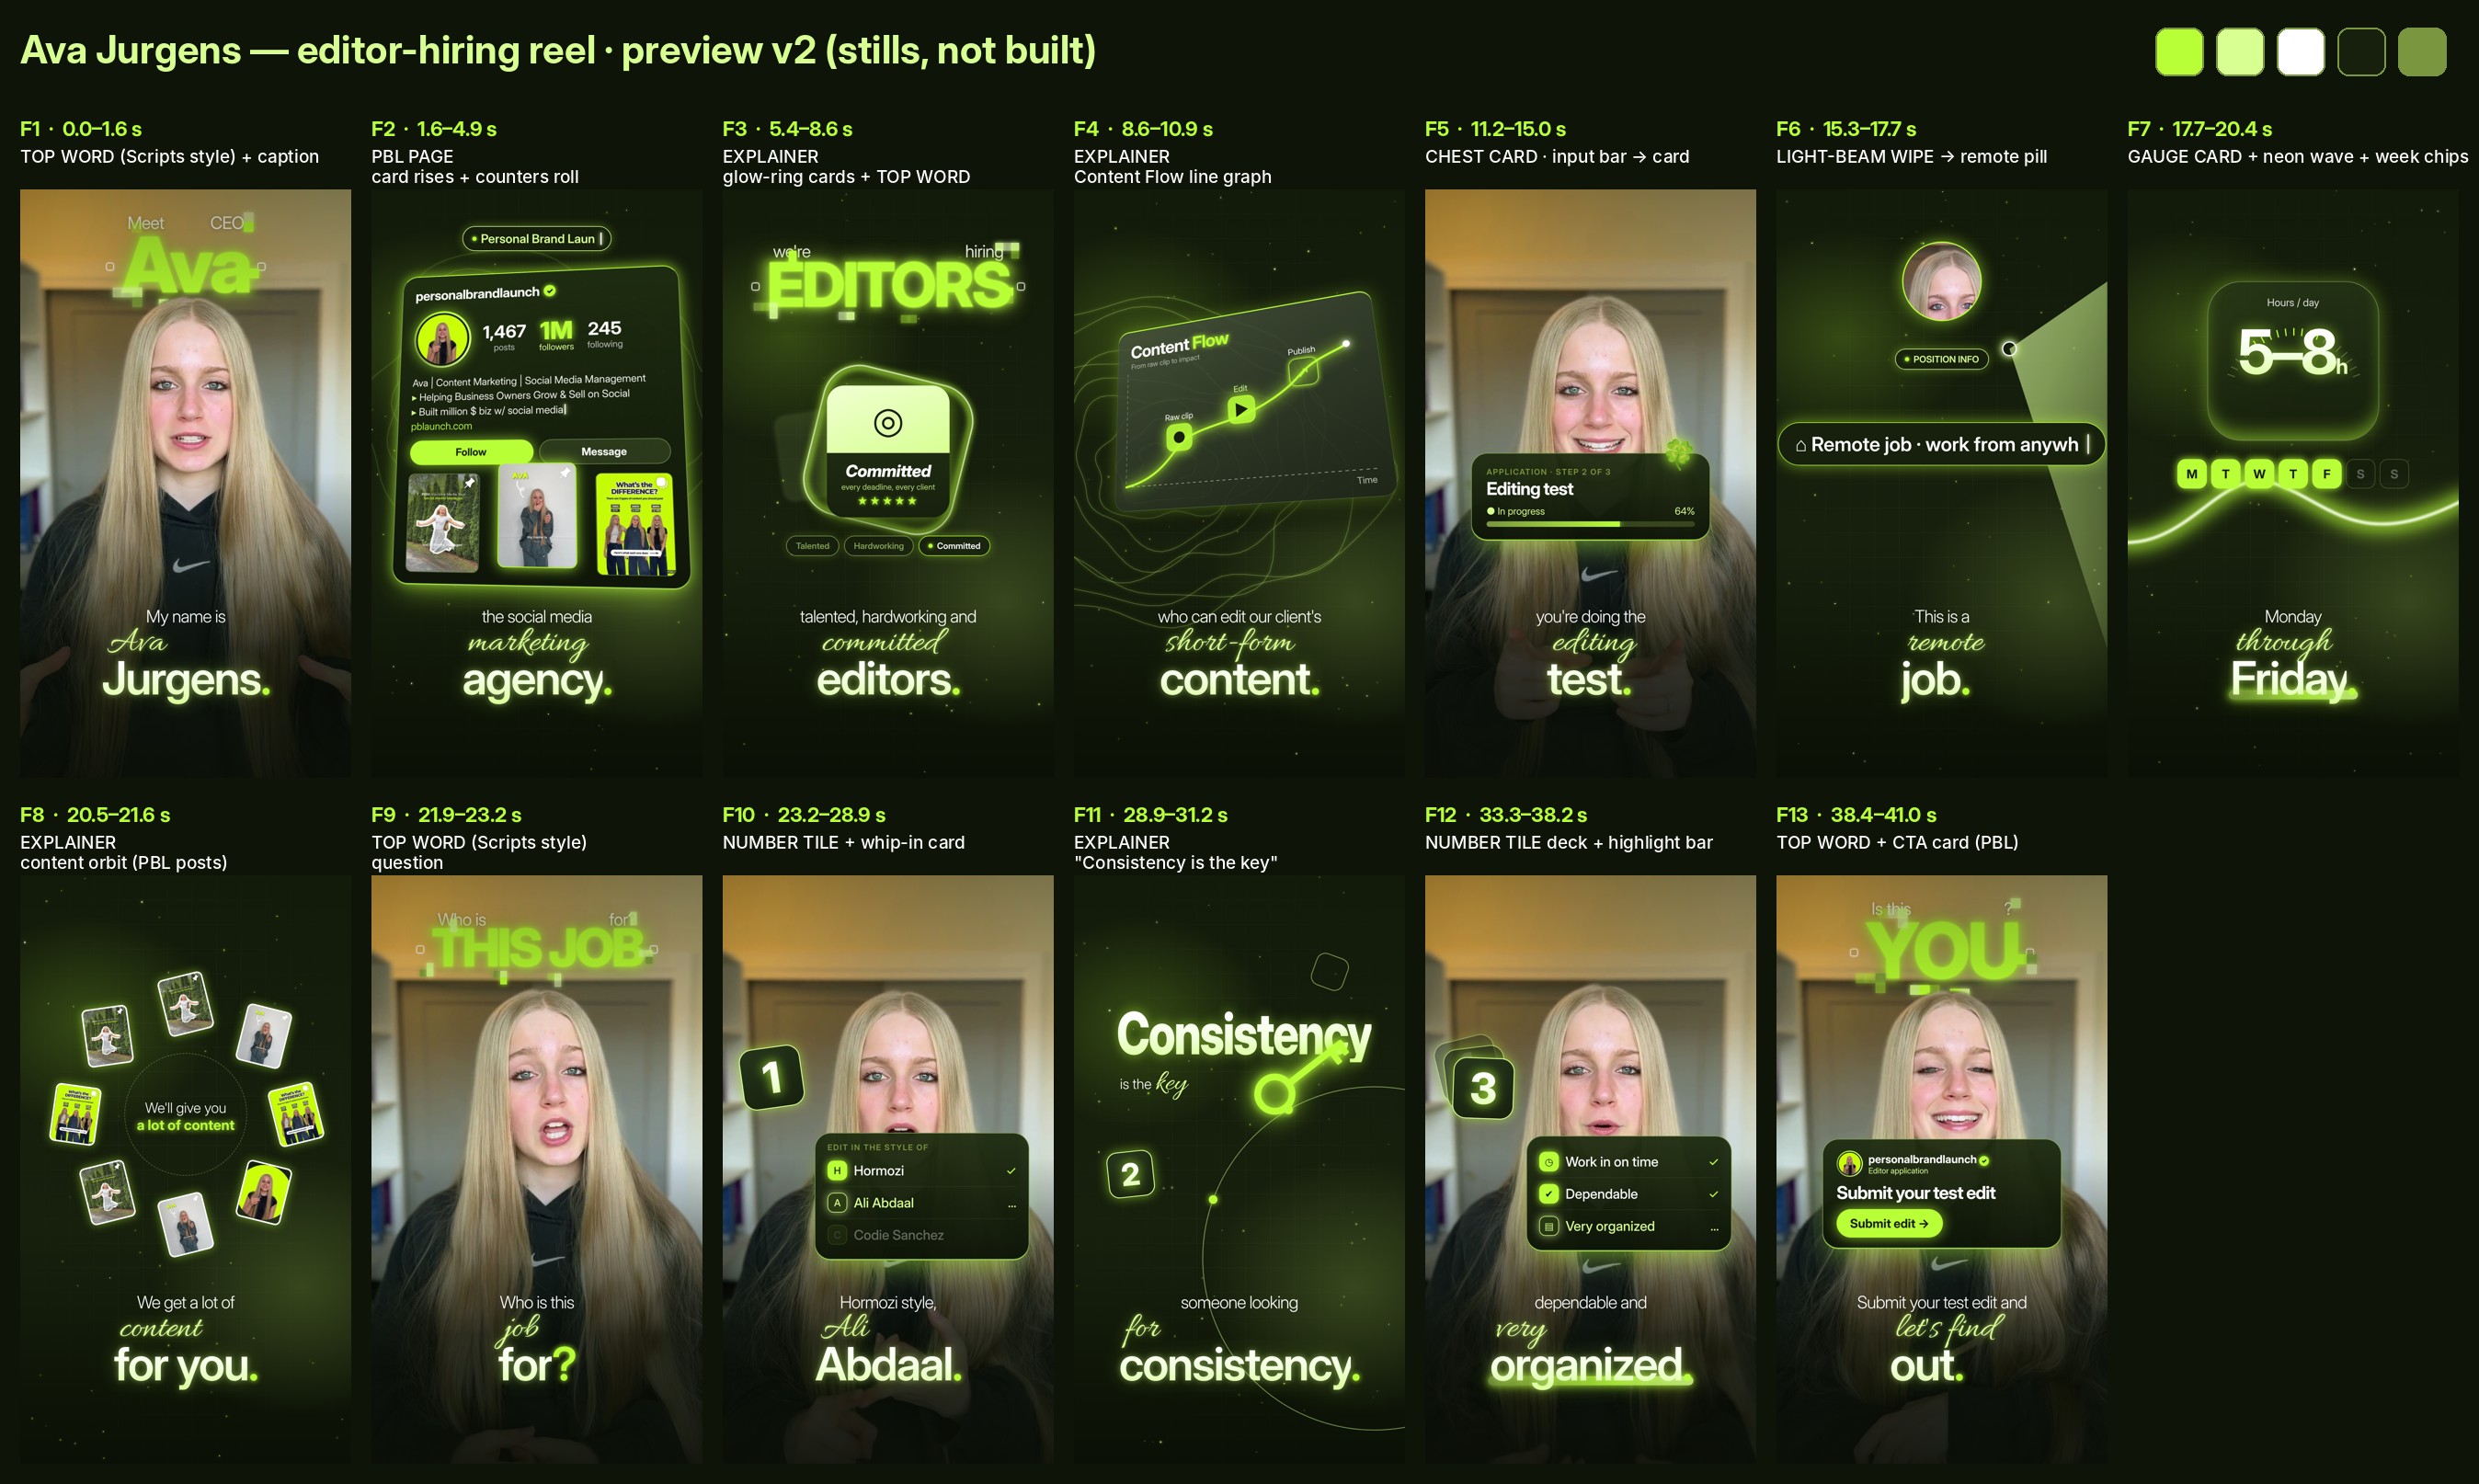 Ava Jurgens — editor-hiring reel · preview v2 (stills, not built)
F1 · 0.0–1.6 s
TOP WORD (Scripts style) + caption
Meet CEO
Ava
My name is
Ava
Jurgens.
F2 · 1.6–4.9 s
PBL PAGE
card rises + counters roll
Personal Brand Laun
personalbrandlaunch
1,467 1M 245
posts followers following
Ava | Content Marketing | Social Media Management
▸ Helping Business Owners Grow & Sell on Social
▸ Built million $ biz w/ social media
pblaunch.com
Follow Message
AVA
What's the
DIFFERENCE?
the social media
marketing
agency.
F3 · 5.4–8.6 s
EXPLAINER
glow-ring cards + TOP WORD
we're hiring
EDITORS
Committed
every deadline, every client
★★★★★
Talented Hardworking Committed
talented, hardworking and
committed
editors.
F4 · 8.6–10.9 s
EXPLAINER
Content Flow line graph
Content Flow
From raw clip to impact
Publish
Edit
Raw clip
Time
who can edit our client's
short-form
content.
F5 · 11.2–15.0 s
CHEST CARD · input bar → card
APPLICATION · STEP 2 OF 3
Editing test
In progress 64%
you're doing the
editing
test.
F6 · 15.3–17.7 s
LIGHT-BEAM WIPE → remote pill
POSITION INFO
⌂ Remote job · work from anywh
This is a
remote
job.
F7 · 17.7–20.4 s
GAUGE CARD + neon wave + week chips
Hours / day
5–8h
M T W T F S S
Monday
through
Friday.
F8 · 20.5–21.6 s
EXPLAINER
content orbit (PBL posts)
What's the
DIFFERENCE?
What's the
DIFFERENCE?
We'll give you
a lot of content
We get a lot of
content
for you.
F9 · 21.9–23.2 s
TOP WORD (Scripts style)
question
Who is for?
THIS JOB
Who is this
job
for?
F10 · 23.2–28.9 s
NUMBER TILE + whip-in card
1
EDIT IN THE STYLE OF
H Hormozi ✓
A Ali Abdaal ...
C Codie Sanchez
Hormozi style,
Ali
Abdaal.
F11 · 28.9–31.2 s
EXPLAINER
"Consistency is the key"
Consistency
is the key
2
someone looking
for
consistency.
F12 · 33.3–38.2 s
NUMBER TILE deck + highlight bar
3
Work in on time ✓
Dependable ✓
Very organized ...
dependable and
very
organized.
F13 · 38.4–41.0 s
TOP WORD + CTA card (PBL)
Is this ?
YOU
personalbrandlaunch
Editor application
Submit your test edit
Submit edit →
Submit your test edit and
let's find
out.